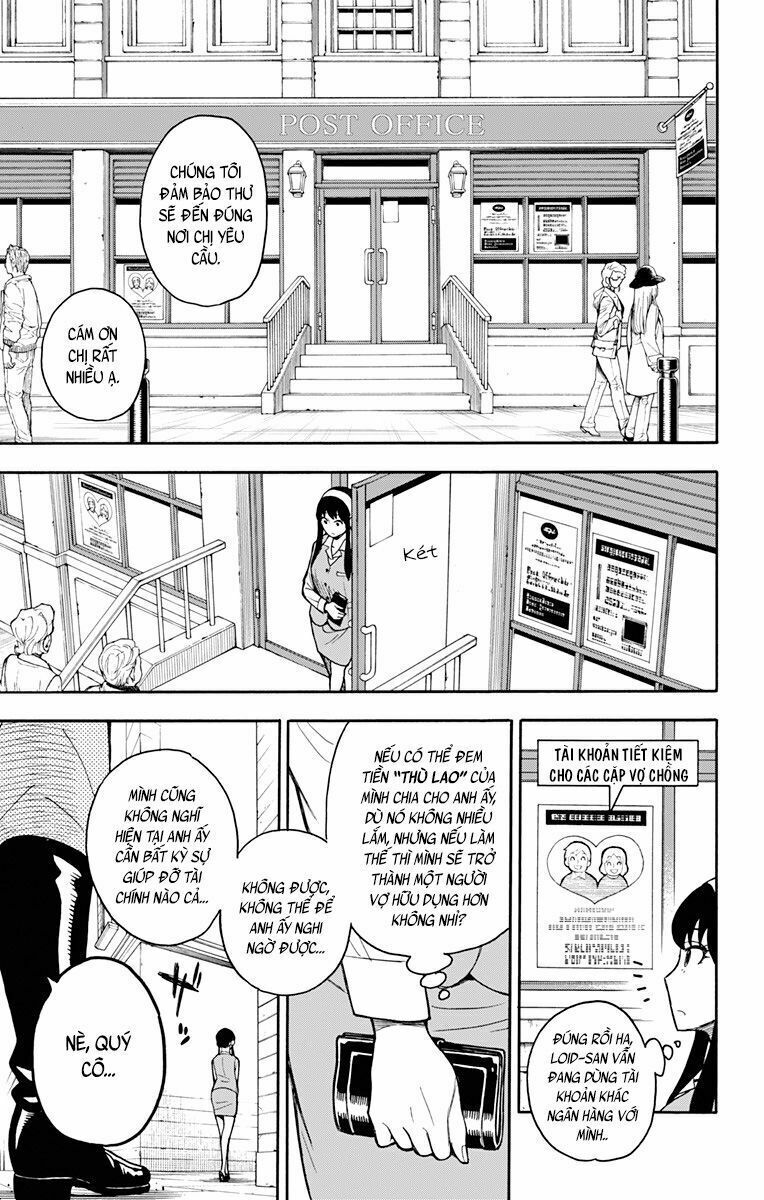 POST OFFICE
CHÚNG TÔI
ĐẢM BẢO THƯ
SẼ ĐẾN ĐÚNG
NƠI CHỊ YÊU
CẦU.
CÁM ƠN
CHỊ RẤT
NHIỀU Ạ.
Két
TÀI KHOẢN TIẾT KIỆM
CHO CÁC CẶP VỢ CHỒNG
ĐÚNG RỒI HA,
LOID-SAN VẪN
ĐANG DÙNG TÀI
KHOẢN KHÁC
NGÂN HÀNG VỚI
MÌNH..
NẾU CÓ THỂ ĐEM
TIỀN "THÙ LAO" CỦA
MÌNH CHIA CHO ANH ẤY,
DÙ NÓ KHÔNG NHIỀU
LẮM, NHƯNG NẾU LÀM
THẾ THÌ MÌNH SẼ TRỞ
THÀNH MỘT NGƯỜI
VỢ HỮU DỤNG HƠN
KHÔNG NHỈ?
KHÔNG ĐƯỢC,
KHÔNG THỂ ĐỂ
ANH ẤY NGHI
NGỜ ĐƯỢC...
MÌNH CŨNG
KHÔNG NGHĨ
HIỆN TẠI ANH ẤY
CẦN BẤT KỲ SỰ
GIÚP ĐỠ TÀI
CHÍNH NÀO CẢ...
NÈ, QUÝ
CÔ...